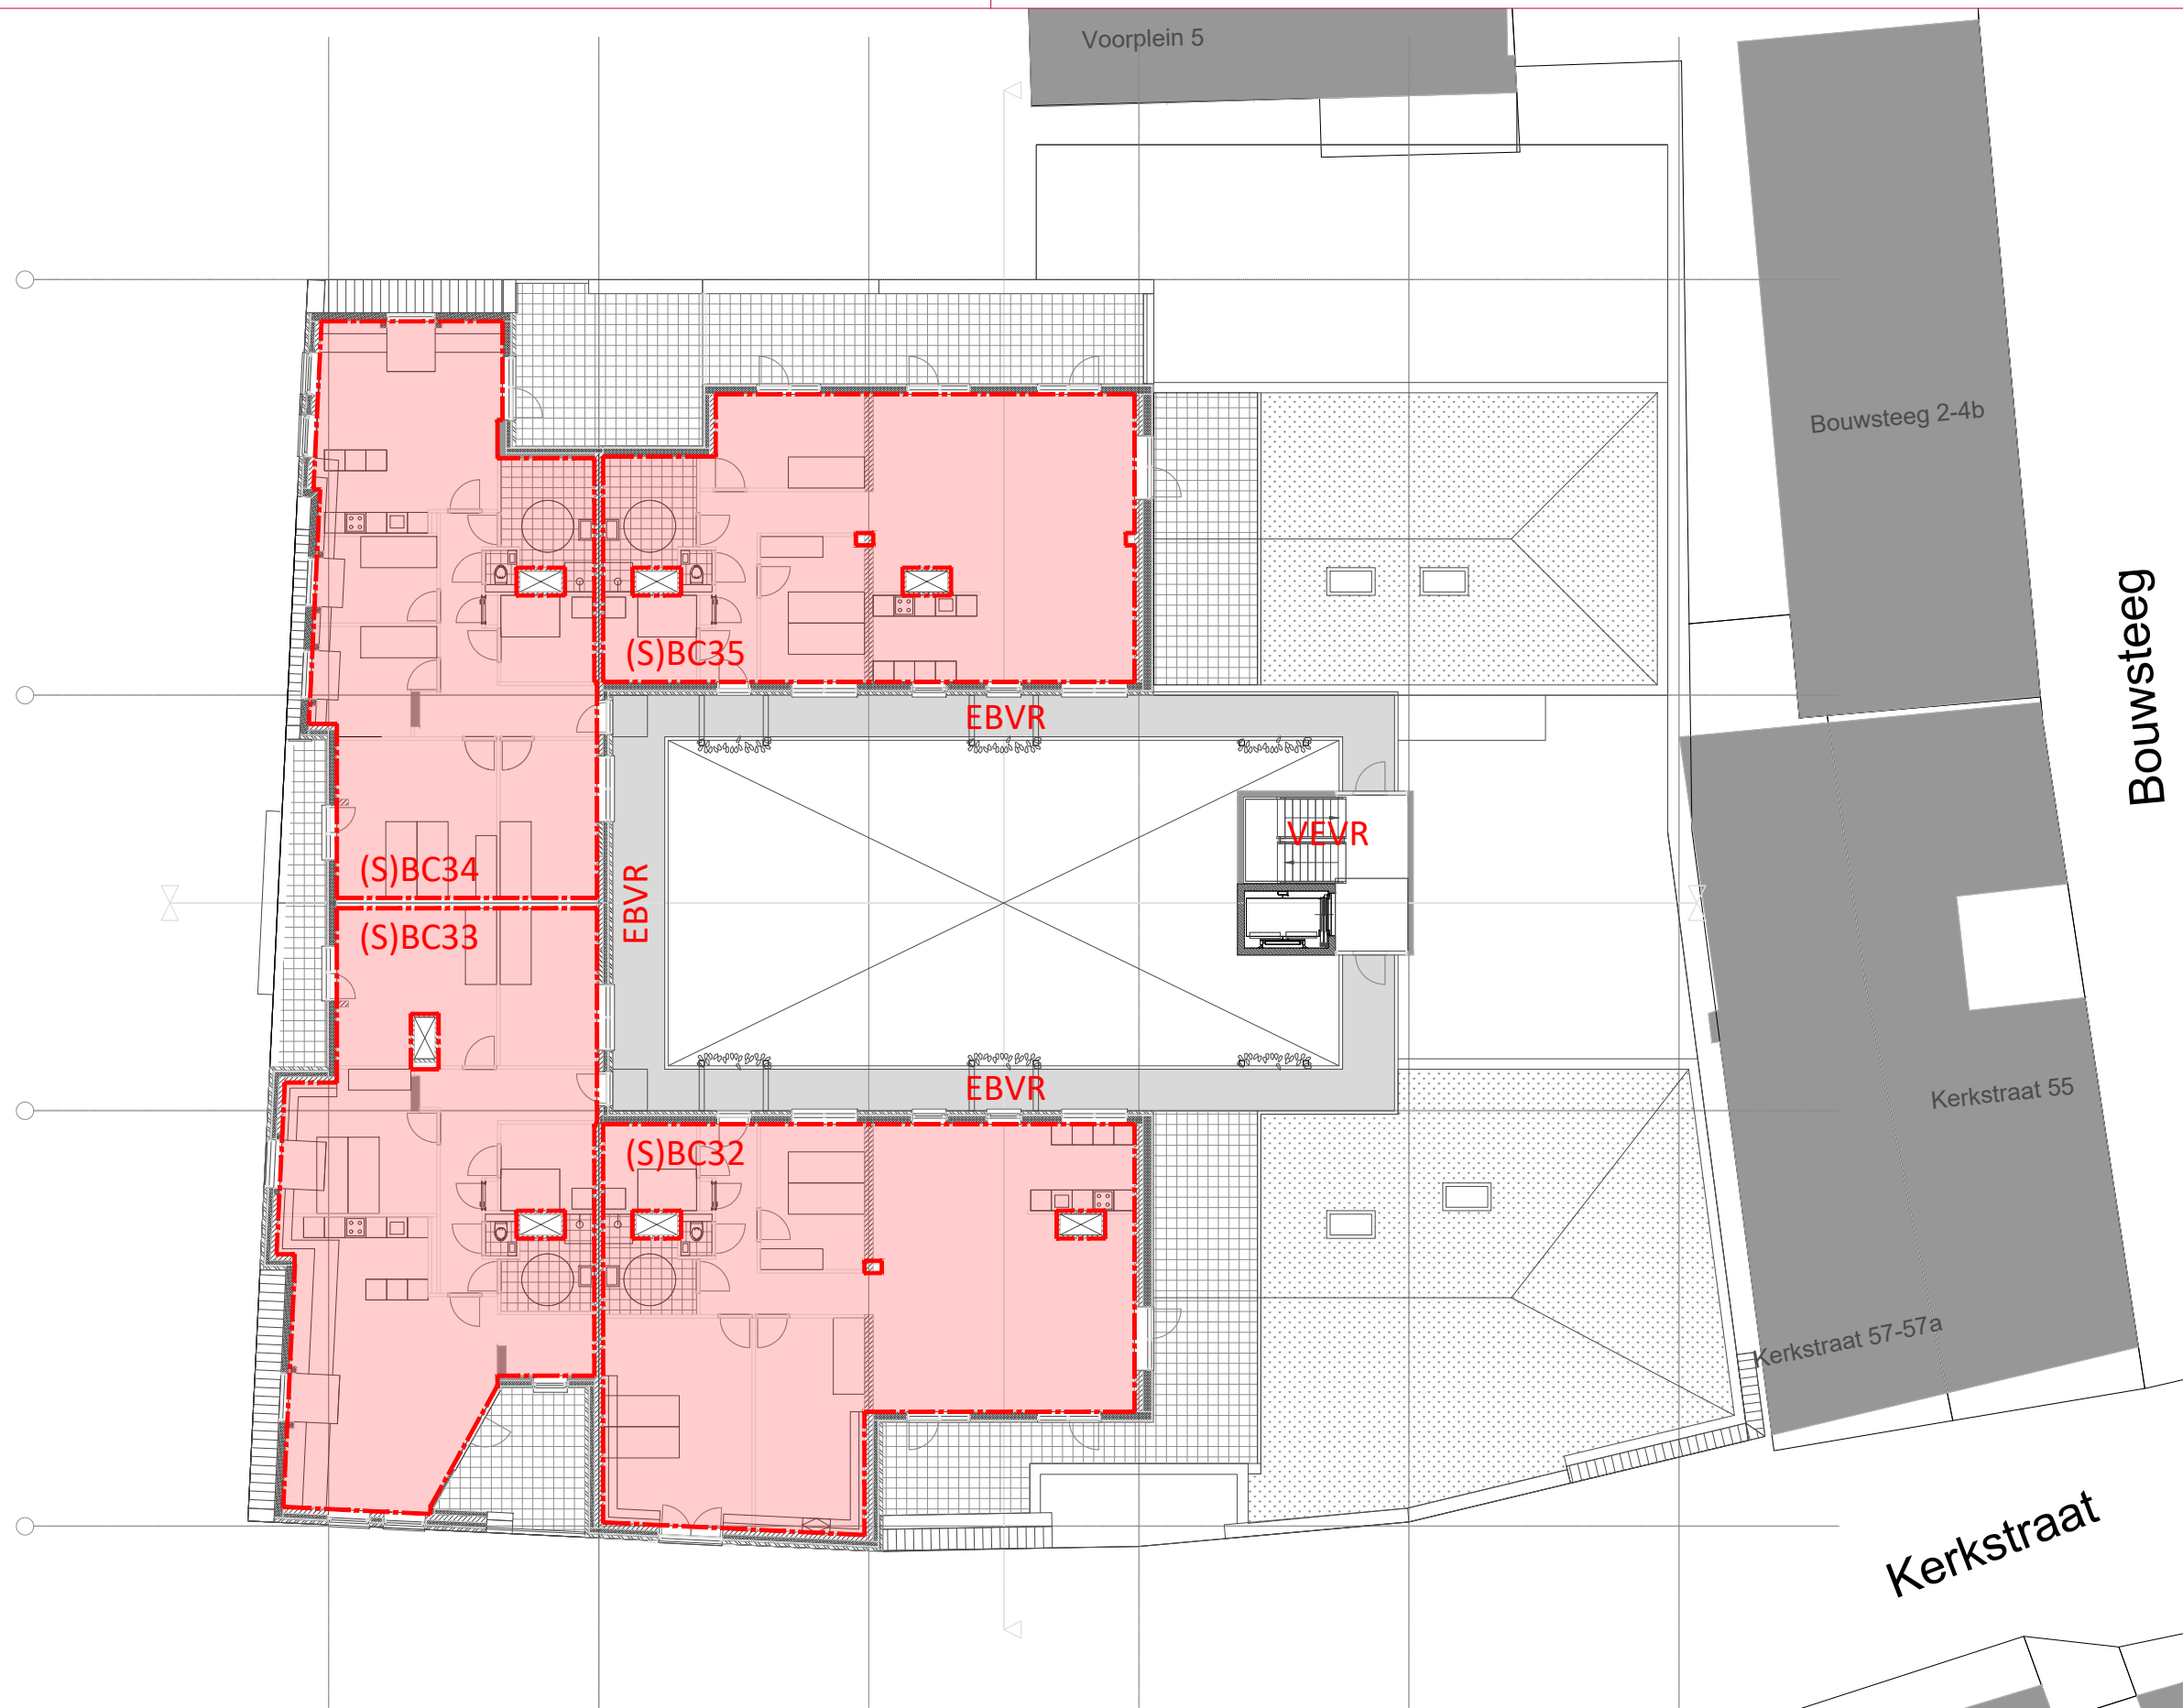 Voorplein 5
Bouwsteeg 2-4b
Bouwsteeg
(S)BC35
EBVR
VEVR
(S)BC34
EBVR
(S)BC33
EBVR
Kerkstraat 55
(S)BC32
Kerkstraat 57-57a
Kerkstraat